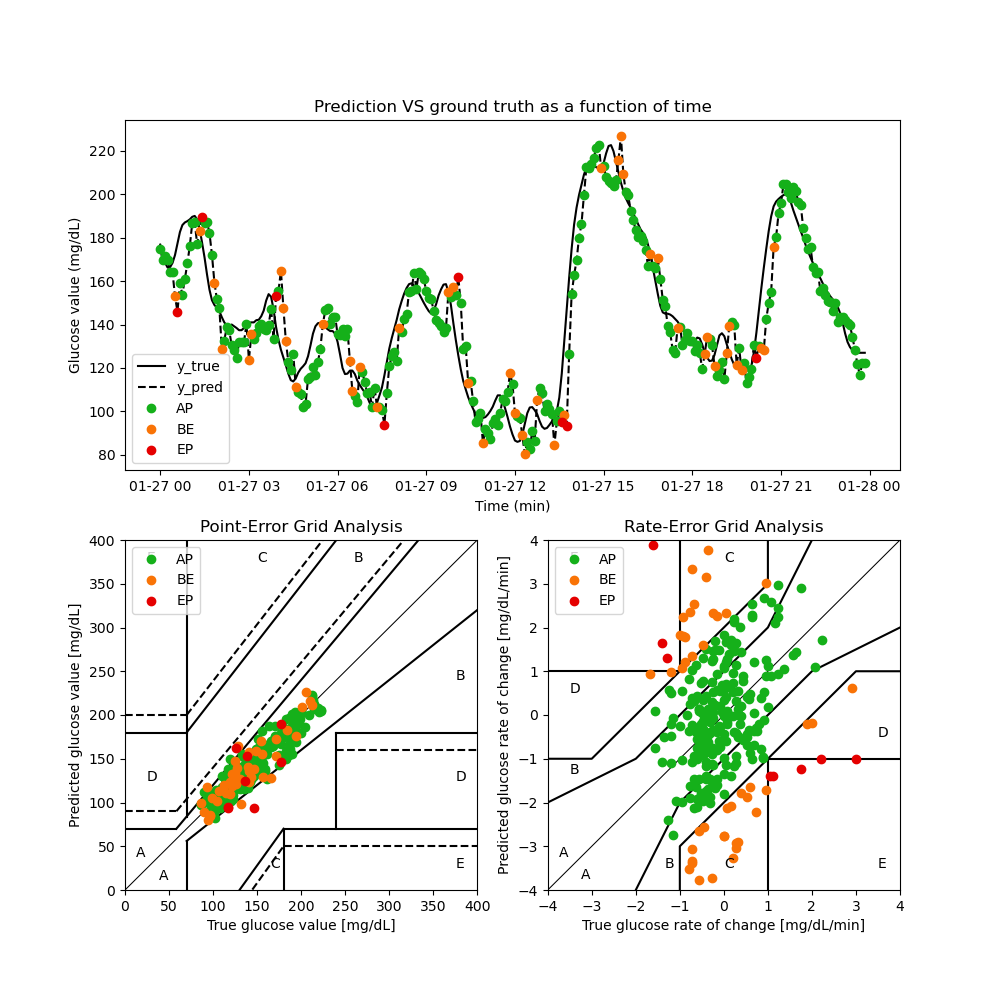 Prediction VS ground truth as a function of time
Glucose value (mg/dL)
220
200
180
160
140
120
100
80
y_true
y_pred
AP
BE
EP
01-27 00 01-27 03 01-27 06 01-27 09 01-27 12 01-27 15 01-27 18 01-27 21 01-28 00
Time (min)
Point-Error Grid Analysis
Predicted glucose value [mg/dL]
400
350
300
250
200
150
100
50
0
AP
BE
EP
C B
B
D D
A
A C E
0 50 100 150 200 250 300 350 400
True glucose value [mg/dL]
Rate-Error Grid Analysis
Predicted glucose rate of change [mg/dL/min]
4
3
2
1
0
−1
−2
−3
−4
AP
BE
EP
C
D
D
B
A
A B C E
−4 −3 −2 −1 0 1 2 3 4
True glucose rate of change [mg/dL/min]